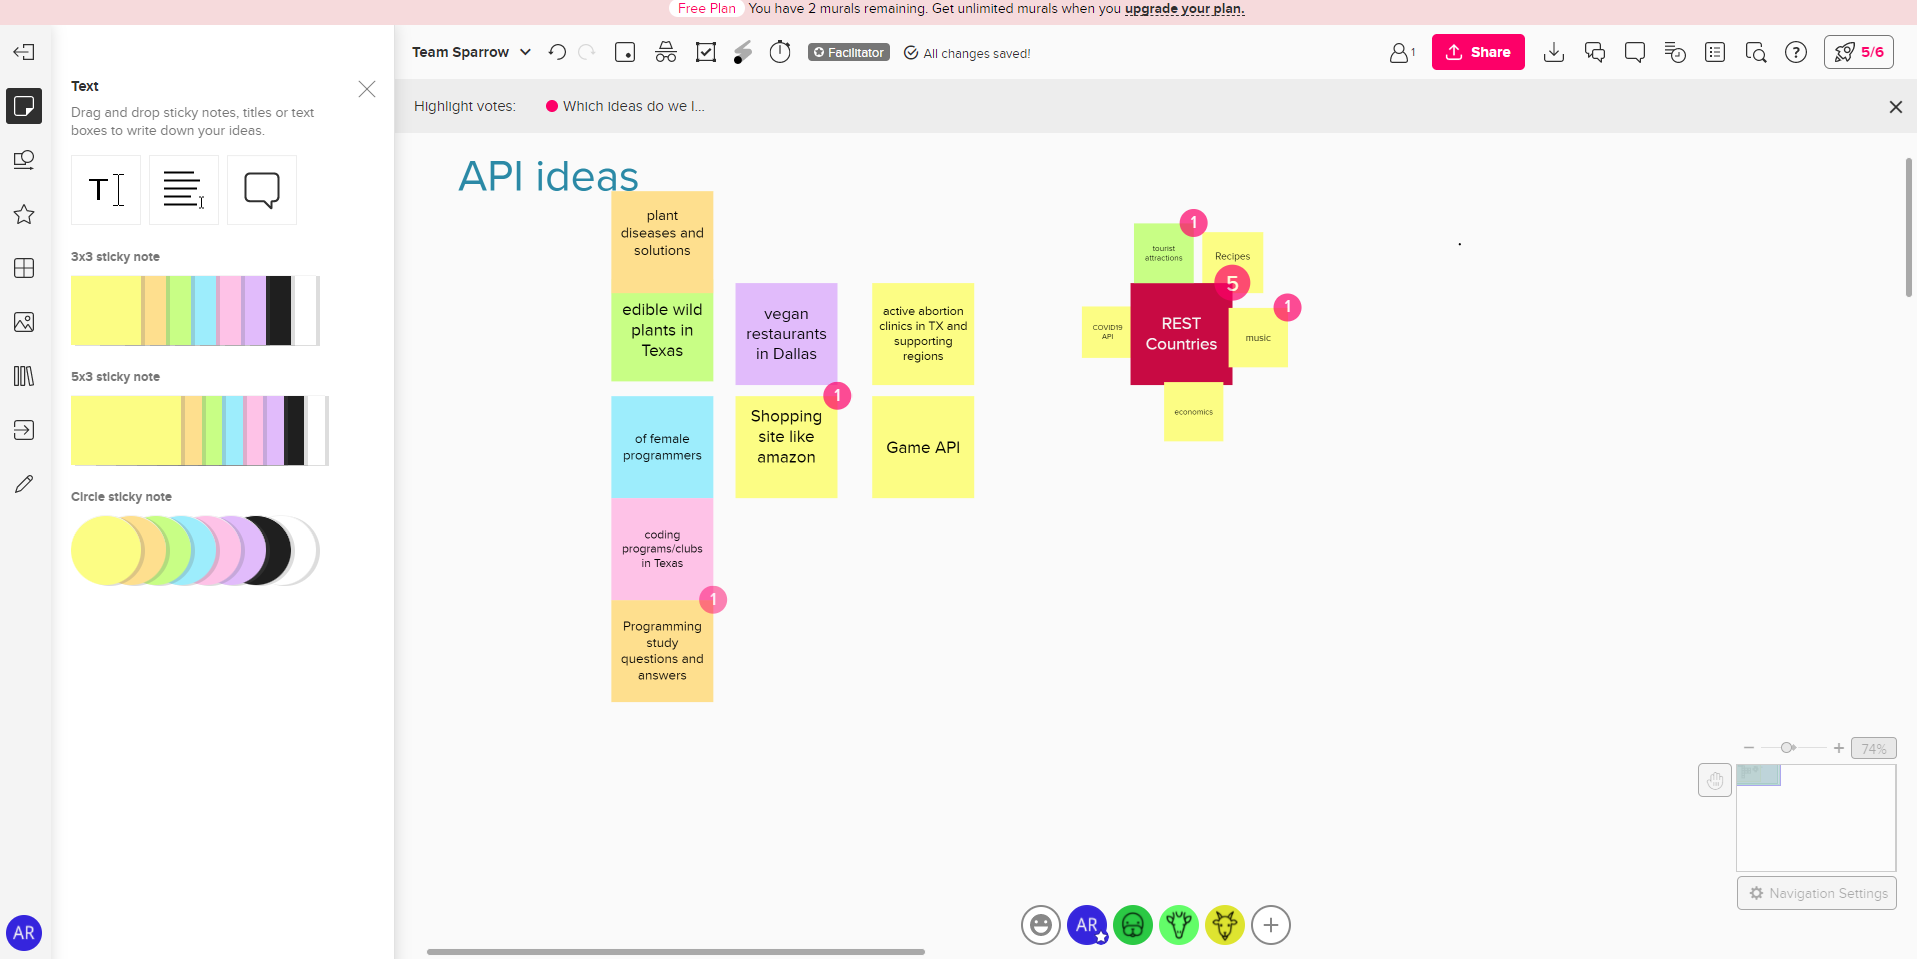 Free Plan You have 2 murals remaining. Get unlimited murals when you upgrade your plan.
Team Sparrow
Facilitator
All changes saved!
1
Share
5/6
Text
Drag and drop sticky notes, titles or text
boxes to write down your ideas.
T
3x3 sticky note
5x3 sticky note
Circle sticky note
AR
Highlight votes:
Which ideas do we l...
API ideas
plant
diseases and
solutions
edible wild
plants in
Texas
vegan
restaurants
in Dallas
active abortion
clinics in TX and
supporting
regions
of female
programmers
1
Shopping
site like
amazon
Game API
coding
programs/clubs
in Texas
1
Programming
study
questions and
answers
1
tourist
attractions
Recipes
5
COVID19
API
REST
Countries
1
music
economics
74%
Navigation Settings
AR